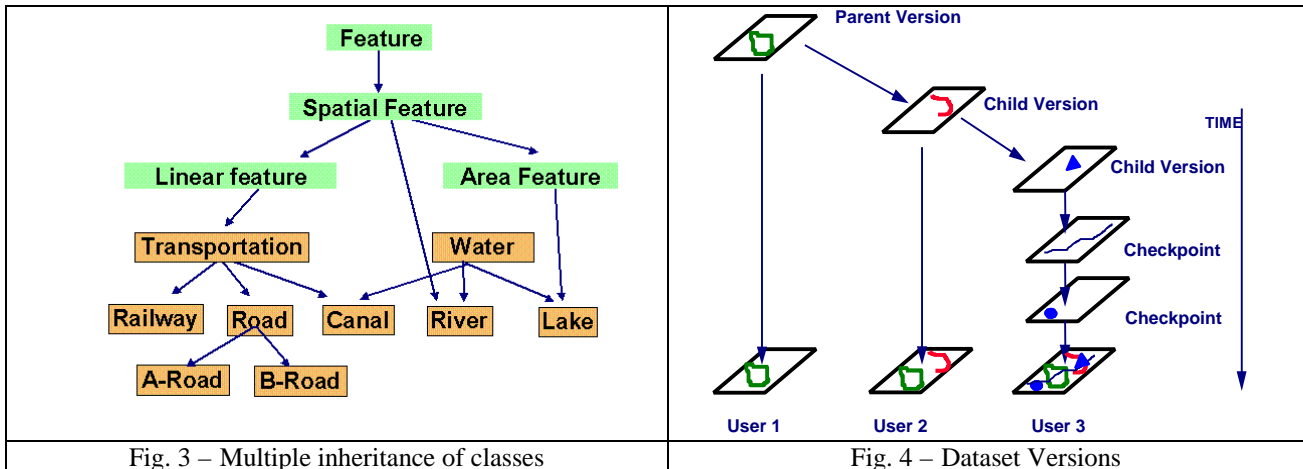 Feature
Spatial Feature
Linear feature
Area Feature
Transportation
Water
Railway
Road
Canal
River
Lake
A-Road
B-Road
Fig. 3 – Multiple inheritance of classes
Parent Version
Child Version
TIME
Child Version
Checkpoint
Checkpoint
User 1
User 2
User 3
Fig. 4 – Dataset Versions